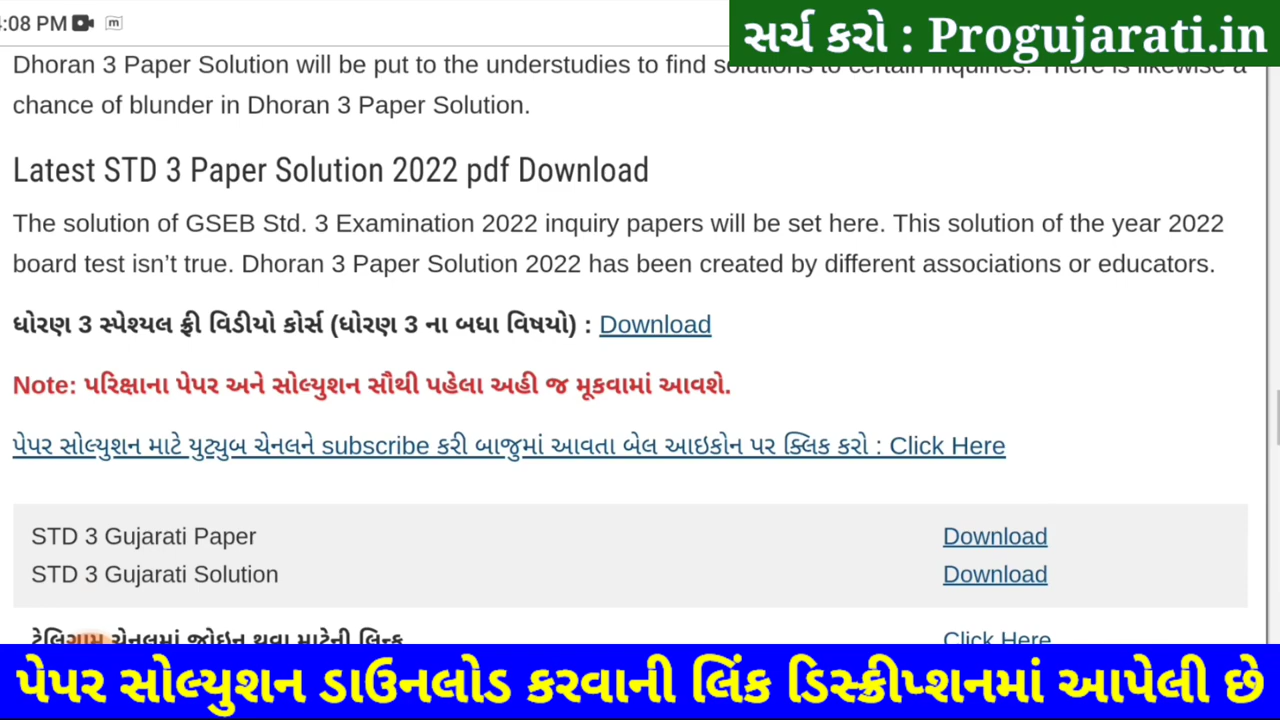 :08 PM
સર્ચ કરો : Progujarati.in
Dhoran 3 Paper Solution will be put to the understudies to find solutions to certain inquiries. There is likewise a
chance of blunder in Dhoran 3 Paper Solution.
Latest STD 3 Paper Solution 2022 pdf Download
The solution of GSEB Std. 3 Examination 2022 inquiry papers will be set here. This solution of the year 2022
board test isn’t true. Dhoran 3 Paper Solution 2022 has been created by different associations or educators.
ધોરણ 3 સ્પેશ્યલ ફ્રી વિડીયો કોર્સ (ધોરણ 3 ના બધા વિષયો) : Download
Note: પરિક્ષાના પેપર અને સોલ્યુશન સૌથી પહેલા અહી જ મૂકવામાં આવશે.
પેપર સોલ્યુશન માટે યુટ્યુબ ચેનલને subscribe કરી બાજુમાં આવતા બેલ આઇકોન પર ક્લિક કરો : Click Here
STD 3 Gujarati Paper Download
STD 3 Gujarati Solution Download
ટેલિગ્રામ ચેનલમાં જોઇન થવા માટેની લિન્ક Click Here
પેપર સોલ્યુશન ડાઉનલોડ કરવાની લિંક ડિસ્ક્રીપ્શનમાં આપેલી છે